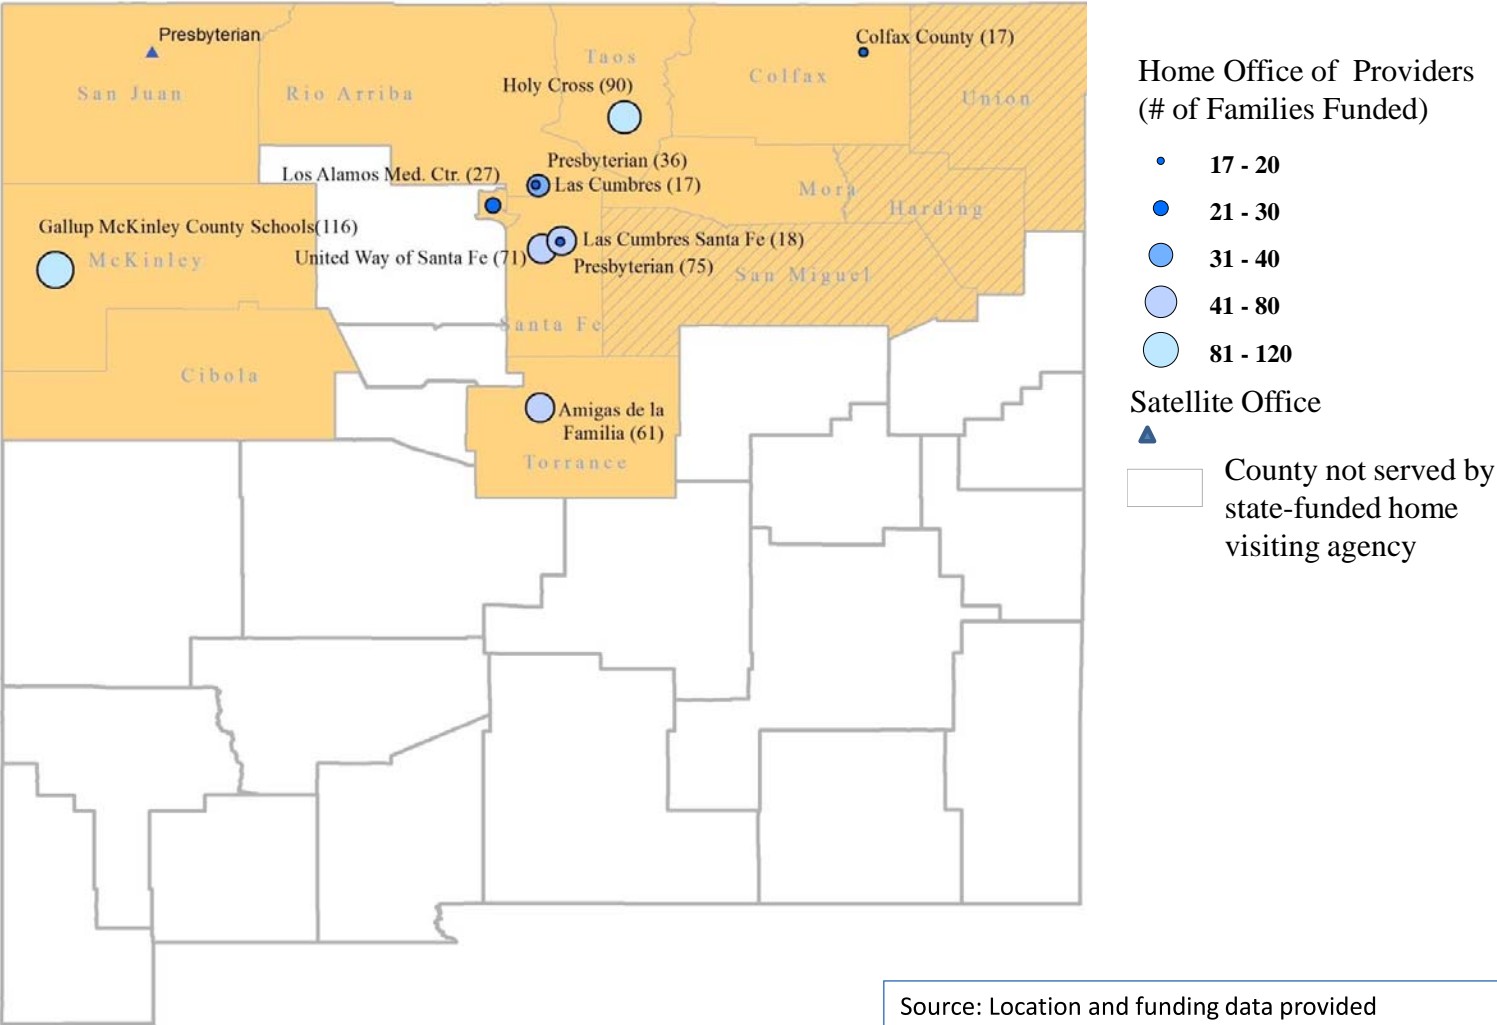 Presbyterian
Colfax County (17)
Taos
Colfax
Holy Cross (90)
San Juan
Rio Arriba
Union
Presbyterian (36)
Los Alamos Med. Ctr. (27)
Las Cumbres (17)
Mora
Harding
Gallup McKinley County Schools(116)
Las Cumbres Santa Fe (18)
McKinley
United Way of Santa Fe (71)
Presbyterian (75)
San Miguel
Santa Fe
Cibola
Amigas de la
Familia (61)
Torrance
Home Office of Providers
(# of Families Funded)
17 - 20
21 - 30
31 - 40
41 - 80
81 - 120
Satellite Office
County not served by
state-funded home
visiting agency
Source: Location and funding data provided